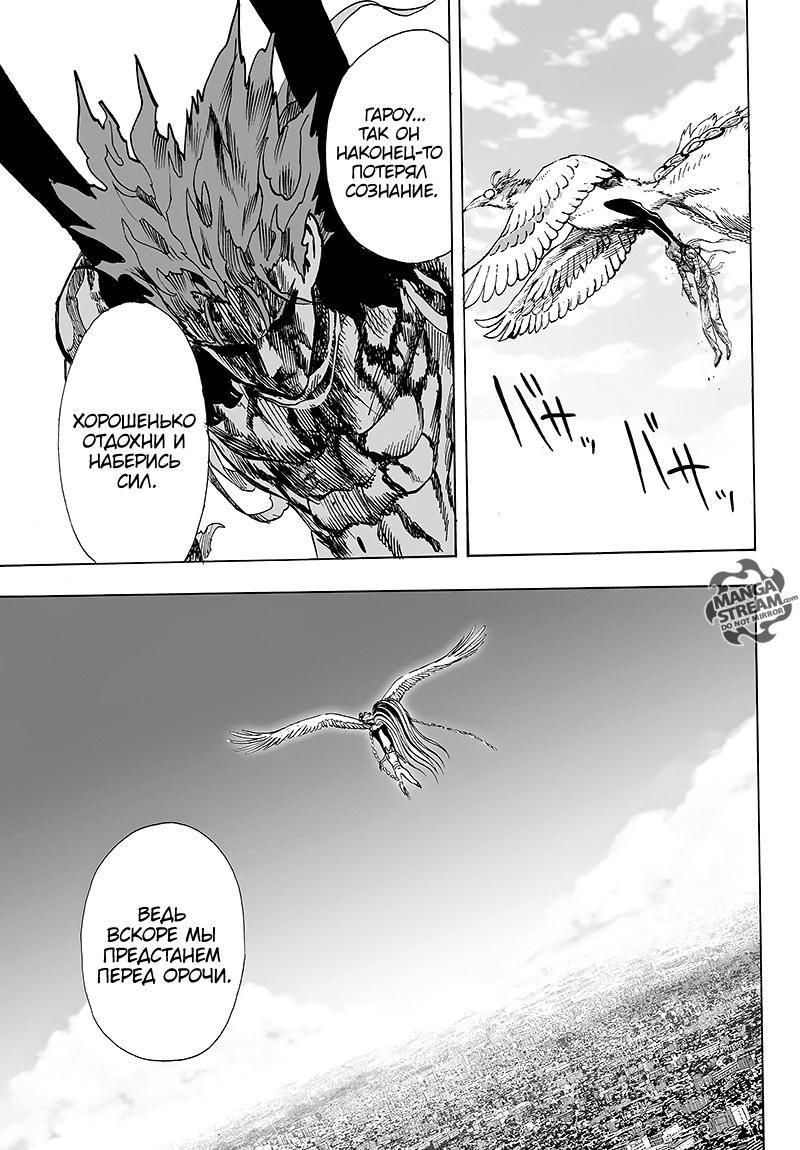 ГАРОУ...
ТАК ОН
НАКОНЕЦ-ТО
ПОТЕРЯЛ
СОЗНАНИЕ.
バサッ
バサッ
ХОРОШЕНЬКО
ОТДОХНИ И
НАБЕРИСЬ
СИЛ.
MANGA
STREAM.com
DO NOT MIRROR
ВЕДЬ
ВСКОРЕ МЫ
ПРЕДСТАНЕМ
ПЕРЕД ОРОЧИ.